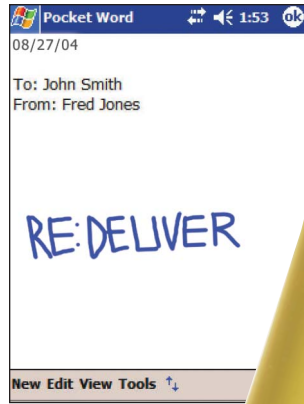 Pocket Word 1:53 ok
08/27/04
To: John Smith
From: Fred Jones
RE: DELIVER
New Edit View Tools